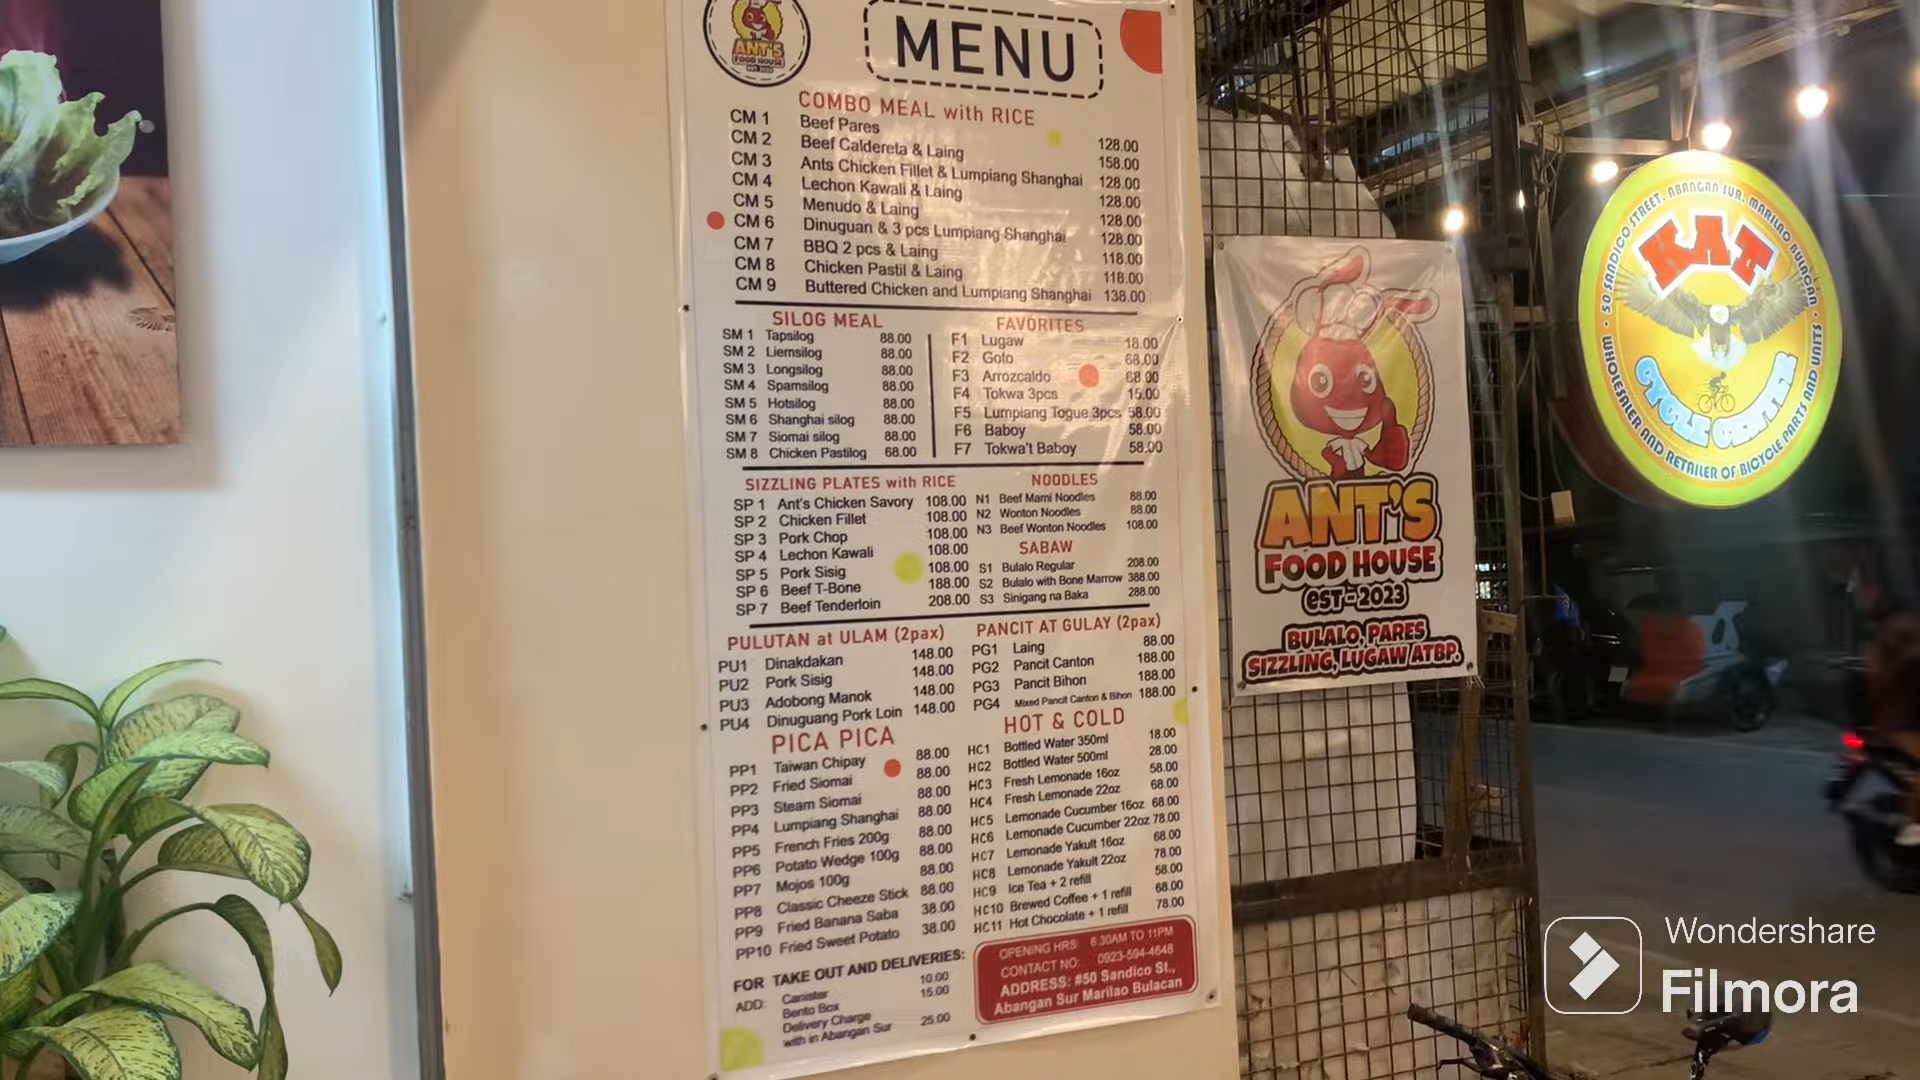 ANT'S
FOOD HOUSE
MENU
COMBO MEAL with RICE
CM 1 Beef Pares 128.00
CM 2 Beef Caldereta & Laing 158.00
CM 3 Ants Chicken Fillet & Lumpiang Shanghai 128.00
CM 4 Lechon Kawali & Laing 128.00
CM 5 Menudo & Laing 128.00
CM 6 Dinuguan & 3 pcs Lumpiang Shanghai 128.00
CM 7 BBQ 2 pcs & Laing 118.00
CM 8 Chicken Pastil & Laing 118.00
CM 9 Buttered Chicken and Lumpiang Shanghai 138.00
SILOG MEAL
SM 1 Tapsilog 88.00
SM 2 Liemsilog 88.00
SM 3 Longsilog 88.00
SM 4 Spamsilog 88.00
SM 5 Hotsilog 88.00
SM 6 Shanghai silog 88.00
SM 7 Siomai silog 88.00
SM 8 Chicken Pastilog 68.00
FAVORITES
F1 Lugaw 18.00
F2 Goto 68.00
F3 Arrozcaldo 68.00
F4 Tokwa 3pcs 15.00
F5 Lumpiang Togue 3pcs 58.00
F6 Baboy 58.00
F7 Tokwa't Baboy 58.00
SIZZLING PLATES with RICE
SP 1 Ant's Chicken Savory 108.00
SP 2 Chicken Fillet 108.00
SP 3 Pork Chop 108.00
SP 4 Lechon Kawali 108.00
SP 5 Pork Sisig 108.00
SP 6 Beef T-Bone 188.00
SP 7 Beef Tenderloin 208.00
NOODLES
N1 Beef Mami Noodles 88.00
N2 Wonton Noodles 88.00
N3 Beef Wonton Noodles 108.00
SABAW
S1 Bulalo Regular 208.00
S2 Bulalo with Bone Marrow 388.00
S3 Sinigang na Baka 288.00
PULUTAN at ULAM (2pax)
PU1 Dinakdakan 148.00
PU2 Pork Sisig 148.00
PU3 Adobong Manok 148.00
PU4 Dinuguang Pork Loin 148.00
PANCIT AT GULAY (2pax)
PG1 Laing 88.00
PG2 Pancit Canton 188.00
PG3 Pancit Bihon 188.00
PG4 Mixed Pancit Canton & Bihon 188.00
PICA PICA
PP1 Taiwan Chipay 88.00
PP2 Fried Siomai 88.00
PP3 Steam Siomai 88.00
PP4 Lumpiang Shanghai 88.00
PP5 French Fries 200g 88.00
PP6 Potato Wedge 100g 88.00
PP7 Mojos 100g 88.00
PP8 Classic Cheeze Stick 88.00
PP9 Fried Banana Saba 38.00
PP10 Fried Sweet Potato 38.00
HOT & COLD
HC1 Bottled Water 350ml 18.00
HC2 Bottled Water 500ml 28.00
HC3 Fresh Lemonade 16oz 58.00
HC4 Fresh Lemonade 22oz 68.00
HC5 Lemonade Cucumber 16oz 68.00
HC6 Lemonade Cucumber 22oz 78.00
HC7 Lemonade Yakult 16oz 68.00
HC8 Lemonade Yakult 22oz 78.00
HC9 Ice Tea + 2 refill 58.00
HC10 Brewed Coffee + 1 refill 68.00
HC11 Hot Chocolate + 1 refill 78.00
FOR TAKE OUT AND DELIVERIES:
ADD: Canister 10.00
Bento Box 15.00
Delivery Charge
with in Abangan Sur 25.00
OPENING HRS: 6.30AM TO 11PM
CONTACT NO: 0923-594-4648
ADDRESS: #50 Sandico St.,
Abangan Sur Marilao Bulacan
ANT'S
FOOD HOUSE
EST-2023
BULALO, PARES
SIZZLING, LUGAW ATBP.
50 SANDICO STREET, ABANGAN SUR, MARILAO BULACAN
KAT
CYCLE CENTER
WHOLESALER AND RETAILER OF BICYCLE PARTS AND UNITS
Wondershare
Filmora